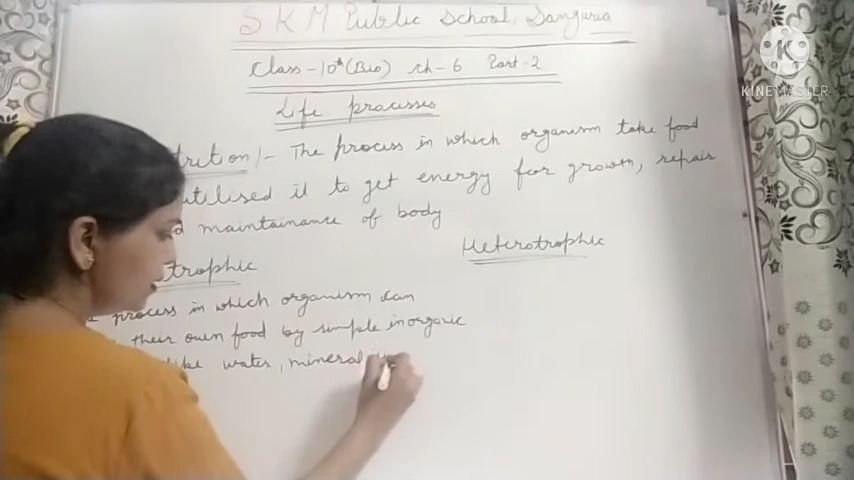 SKM Public School, Sangaria
KINEMASTER
Class-10th (Bio) ch-6 Part-2
Life processes
trition :- The process in which organism take food
utilised it to get energy for growth, repair
d maintainance of body
trophic Heterotrophic
process in which organism can
their own food by simple inorganic
like water, mineral